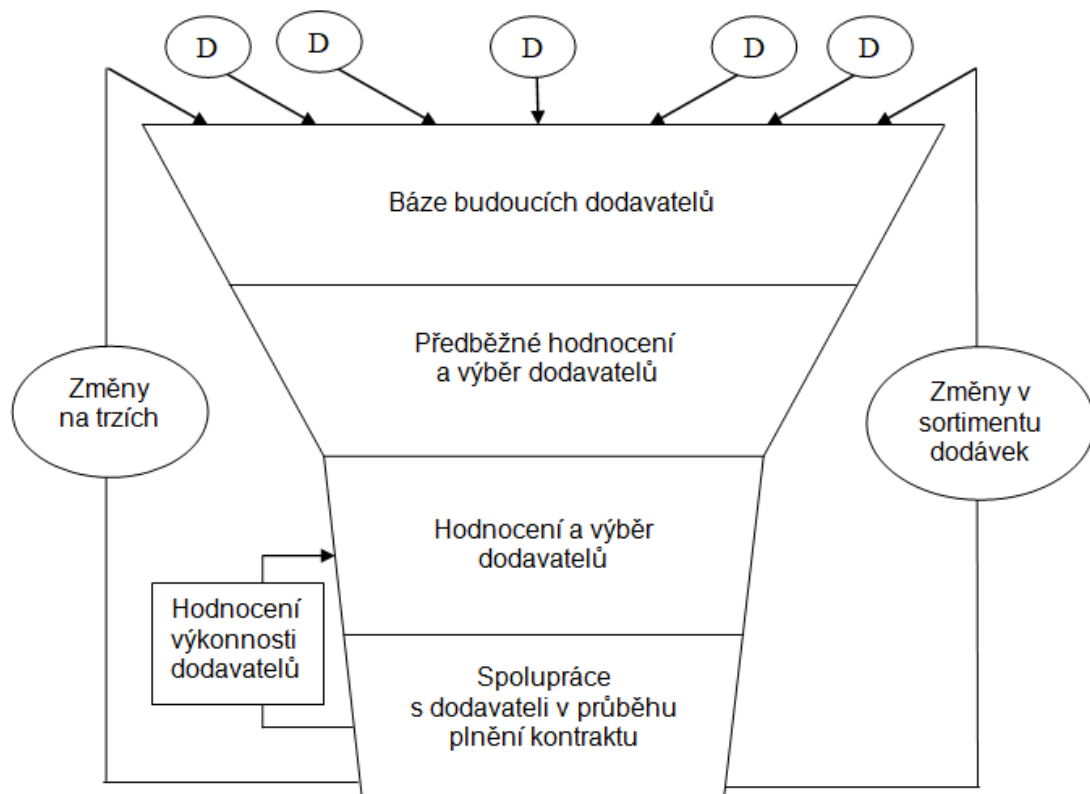 D
D
D
D
D
Báze budoucích dodavatelů
Předběžné hodnocení
a výběr dodavatelů
Změny
na trzích
Změny v
sortimentu
dodávek
Hodnocení a výběr
dodavatelů
Hodnocení
výkonnosti
dodavatelů
Spolupráce
s dodavateli v průběhu
plnění kontraktu